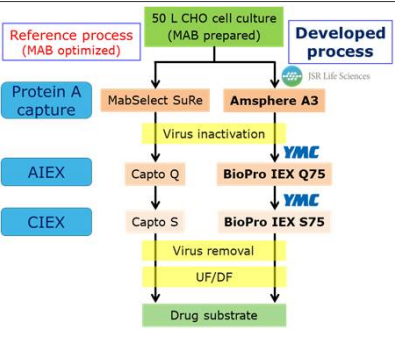 50 L CHO cell culture
(MAB prepared)
Reference process
(MAB optimized)
Developed
process
JSR Life Sciences
Protein A
capture
MabSelect SuRe
Amsphere A3
Virus inactivation
YMC
AIEX
Capto Q
BioPro IEX Q75
YMC
CIEX
Capto S
BioPro IEX S75
Virus removal
UF/DF
Drug substrate